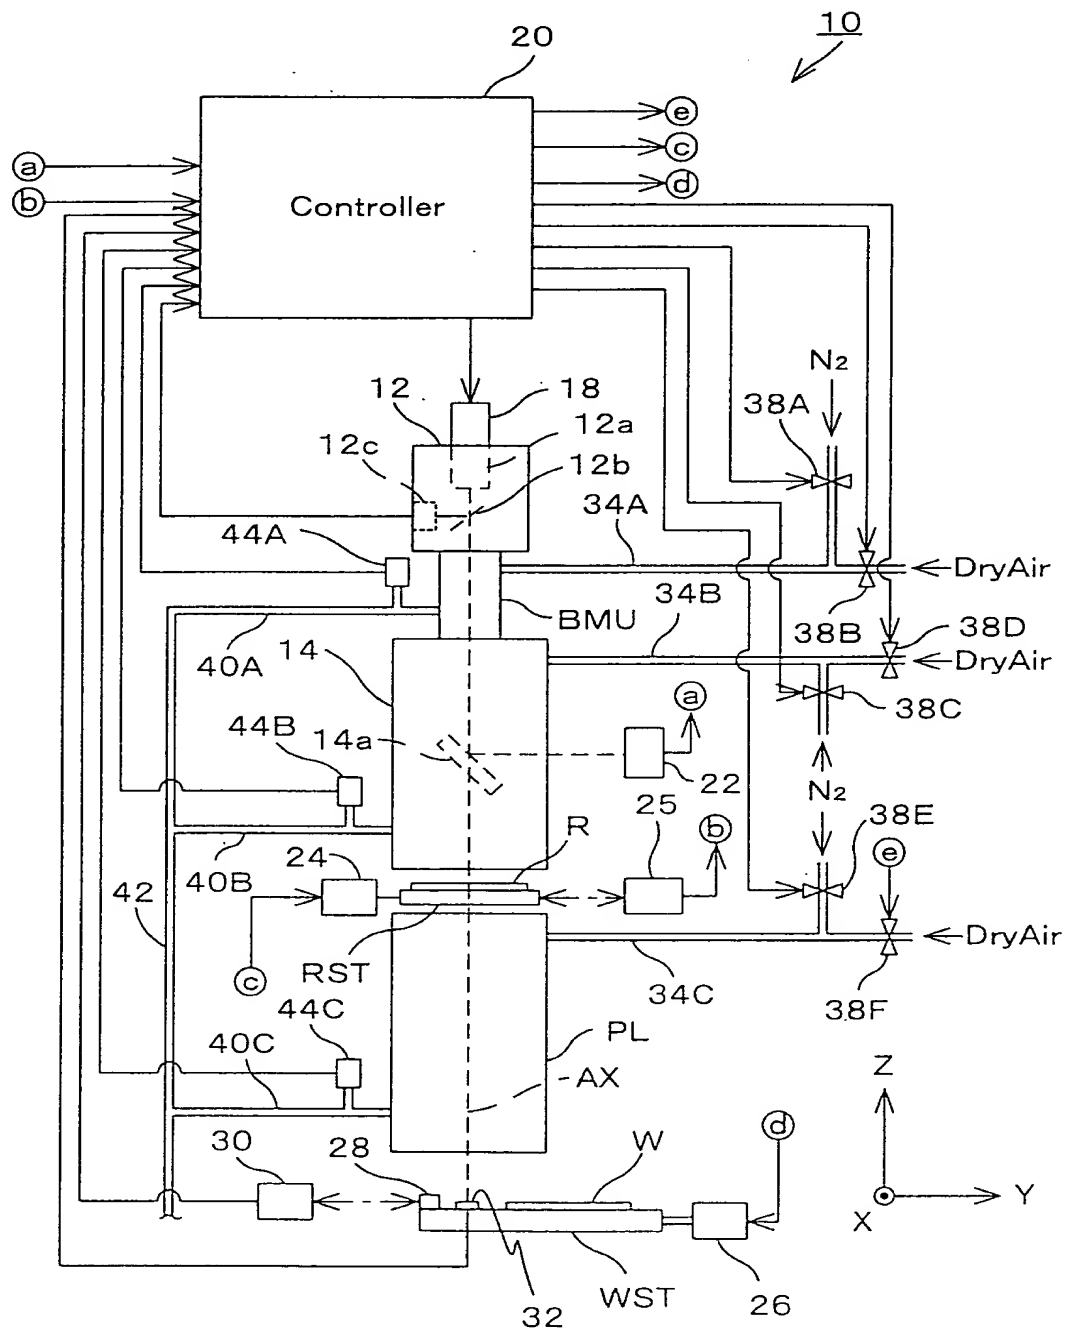 10
20
e
c
d
a
b
Controller
N2
12
18
38A
12a
12c
12b
34A
44A
DryAir
34B
38B
38D
BMU
40A
14
DryAir
a
38C
44B
14a
22
N2
25
b
38E
R
e
24
40B
42
DryAir
RST
c
34C
38F
44C
PL
40C
AX
Z
d
30
28
W
Y
X
WST
26
32